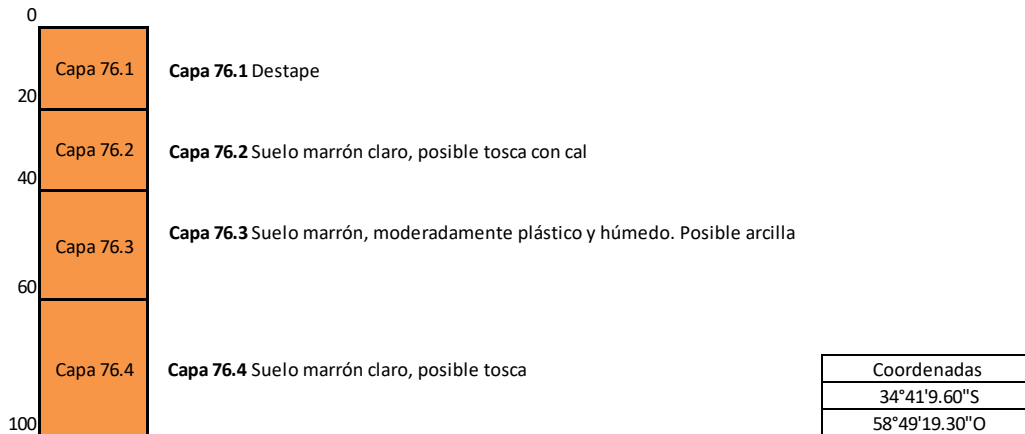 0
Capa 76.1
Capa 76.1 Destape
20
Capa 76.2
Capa 76.2 Suelo marrón claro, posible tosca con cal
40
Capa 76.3
Capa 76.3 Suelo marrón, moderadamente plástico y húmedo. Posible arcilla
60
Capa 76.4
Capa 76.4 Suelo marrón claro, posible tosca
100
Coordenadas
34°41'9.60"S
58°49'19.30"O